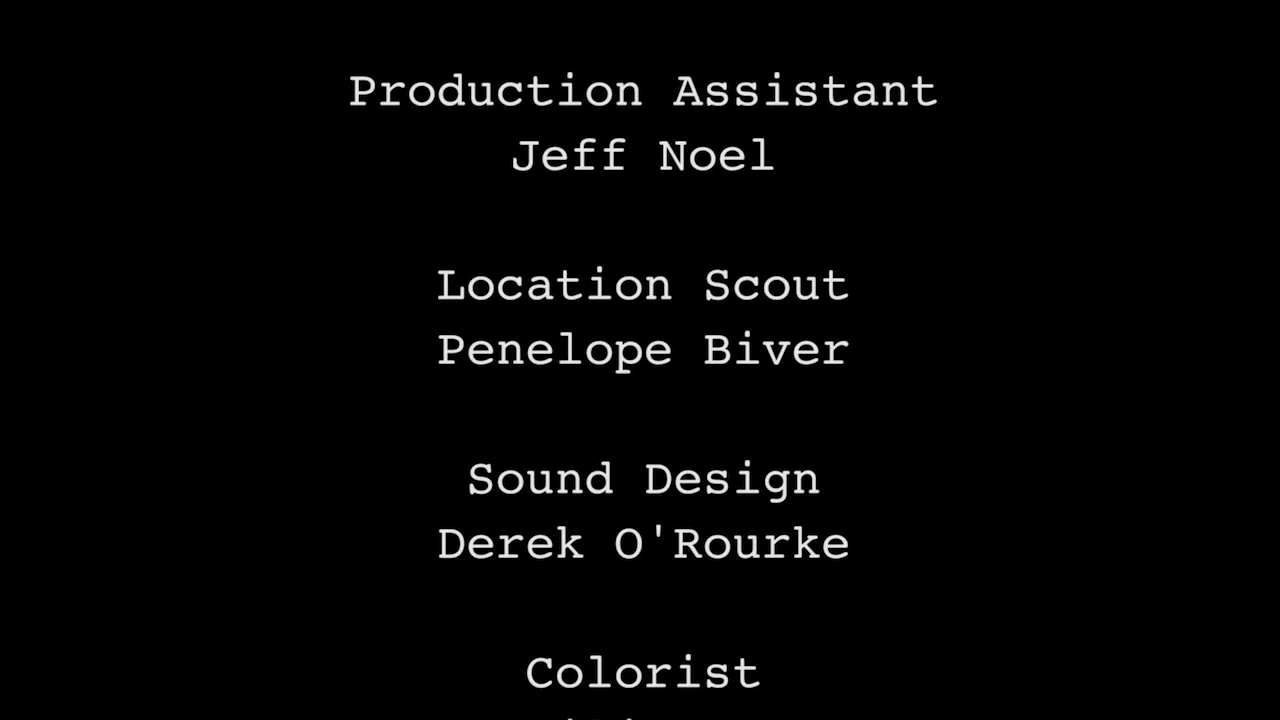 Production Assistant
Jeff Noel
Location Scout
Penelope Biver
Sound Design
Derek O'Rourke
Colorist